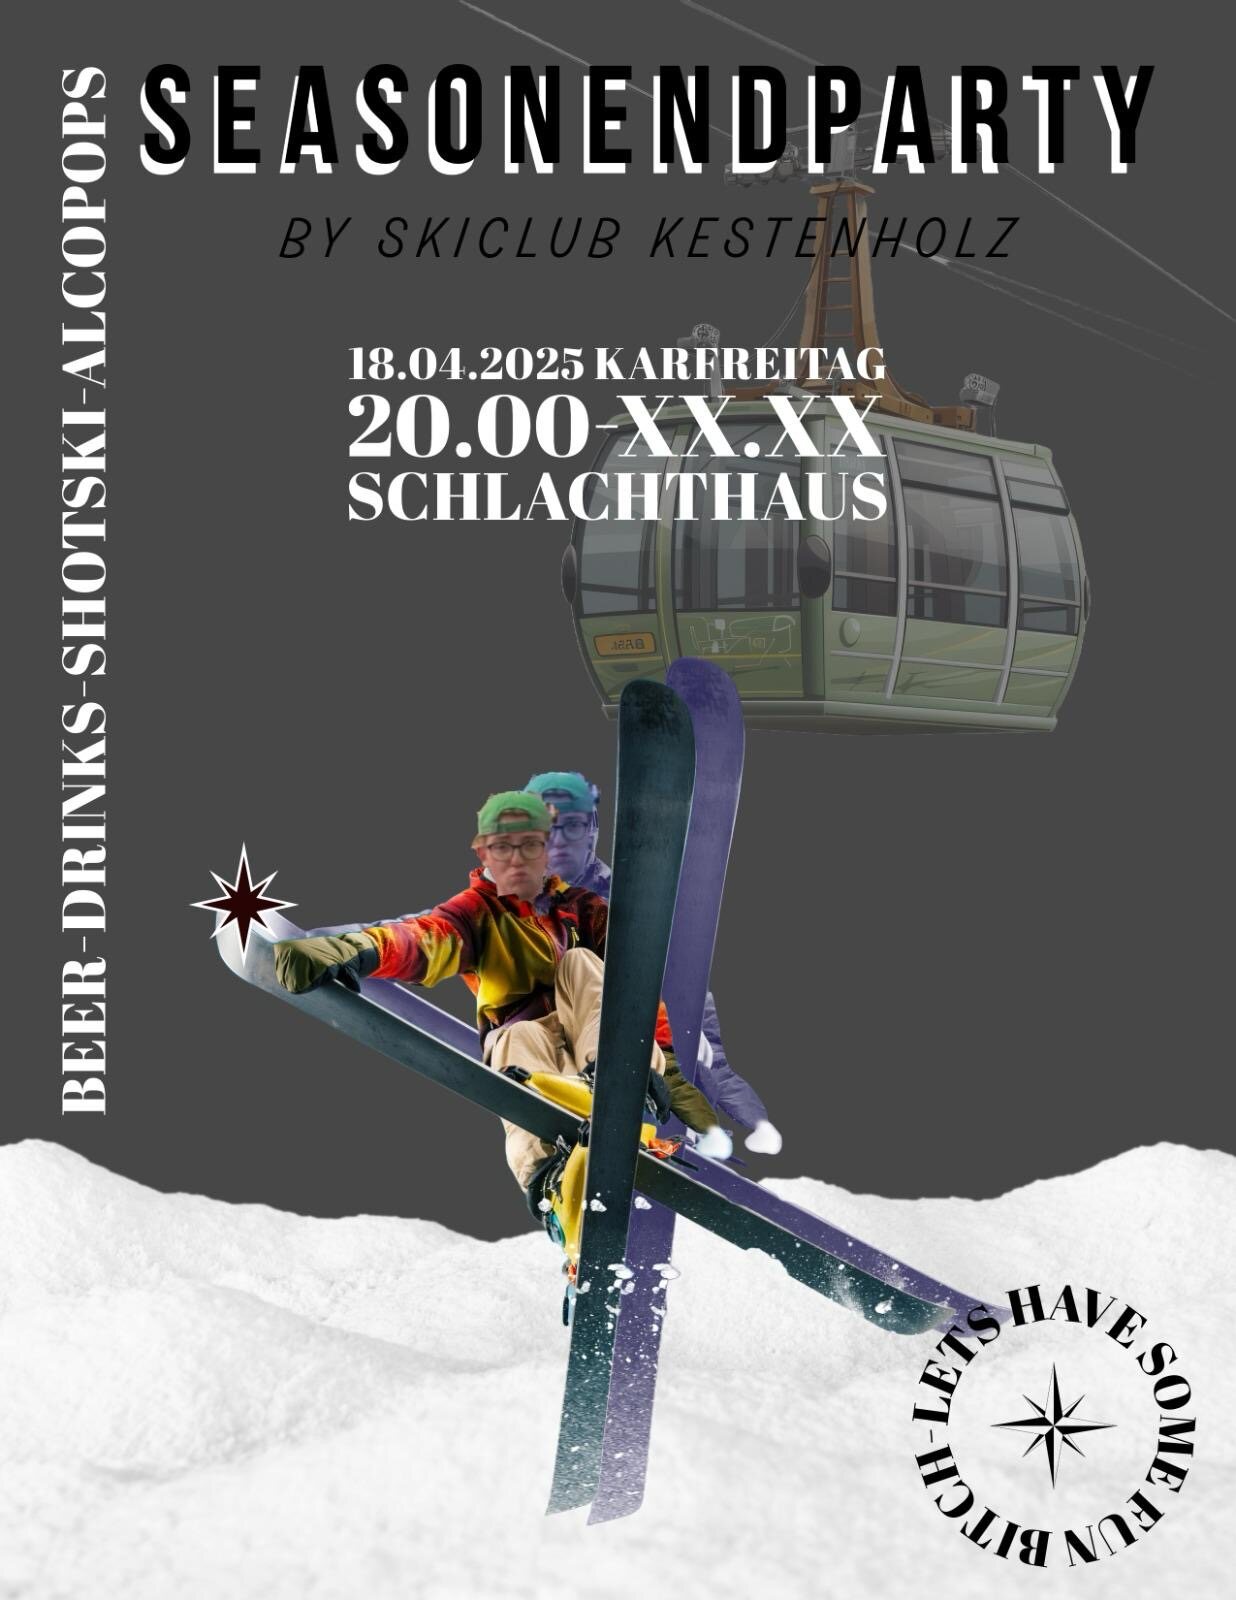 SEASONENDPARTY
BY SKICLUB KESTENHOLZ
18.04.2025 KARFREITAG
20.00-XX.XX
SCHLACHTHAUS
BEER-DRINKS-SHOTSKI-ALCOPOPS
LETS HAVE SOME FUN BITCH-